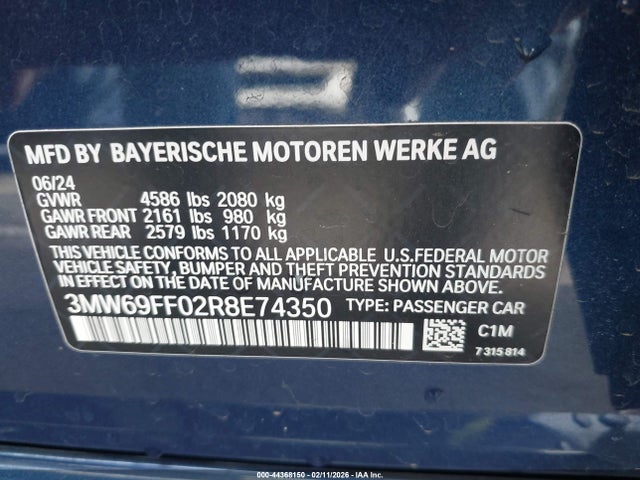 MFD BY BAYERISCHE MOTOREN WERKE AG
06/24
GVWR 4586 lbs 2080 kg
GAWR FRONT 2161 lbs 980 kg
GAWR REAR 2579 lbs 1170 kg
THIS VEHICLE CONFORMS TO ALL APPLICABLE U.S.FEDERAL MOTOR
VEHICLE SAFETY, BUMPER AND THEFT PREVENTION STANDARDS
IN EFFECT ON THE DATE OF MANUFACTURE SHOWN ABOVE.
3MW69FF02R8E74350 TYPE: PASSENGER CAR
C1M
7 315 814
000-44368150 - 02/11/2026 - IAA Inc.